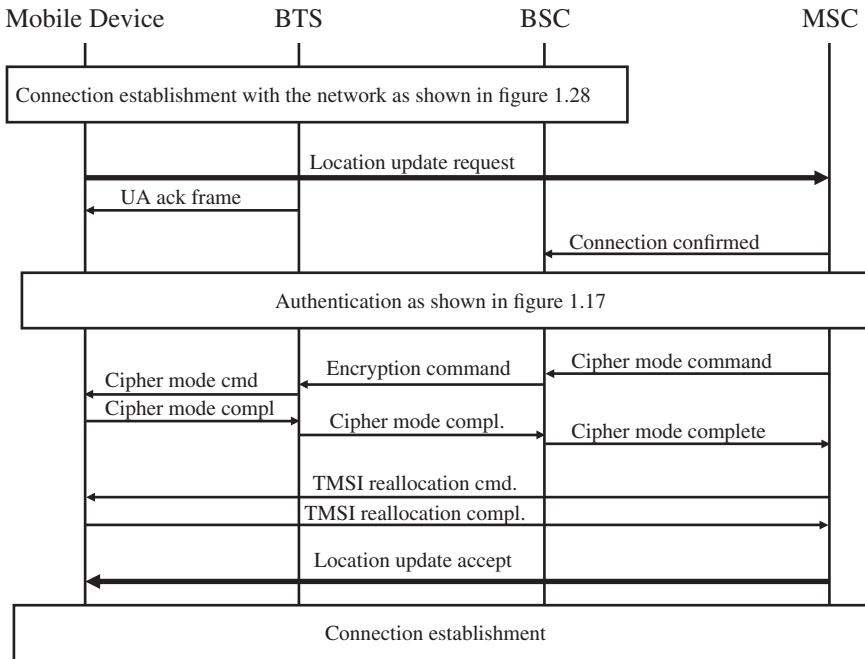 Mobile Device BTS BSC MSC
Connection establishment with the network as shown in figure 1.28
Location update request
UA ack frame
Connection confirmed
Authentication as shown in figure 1.17
Cipher mode command
Encryption command
Cipher mode cmd
Cipher mode compl
Cipher mode compl.
Cipher mode complete
TMSI reallocation cmd.
TMSI reallocation compl.
Location update accept
Connection establishment